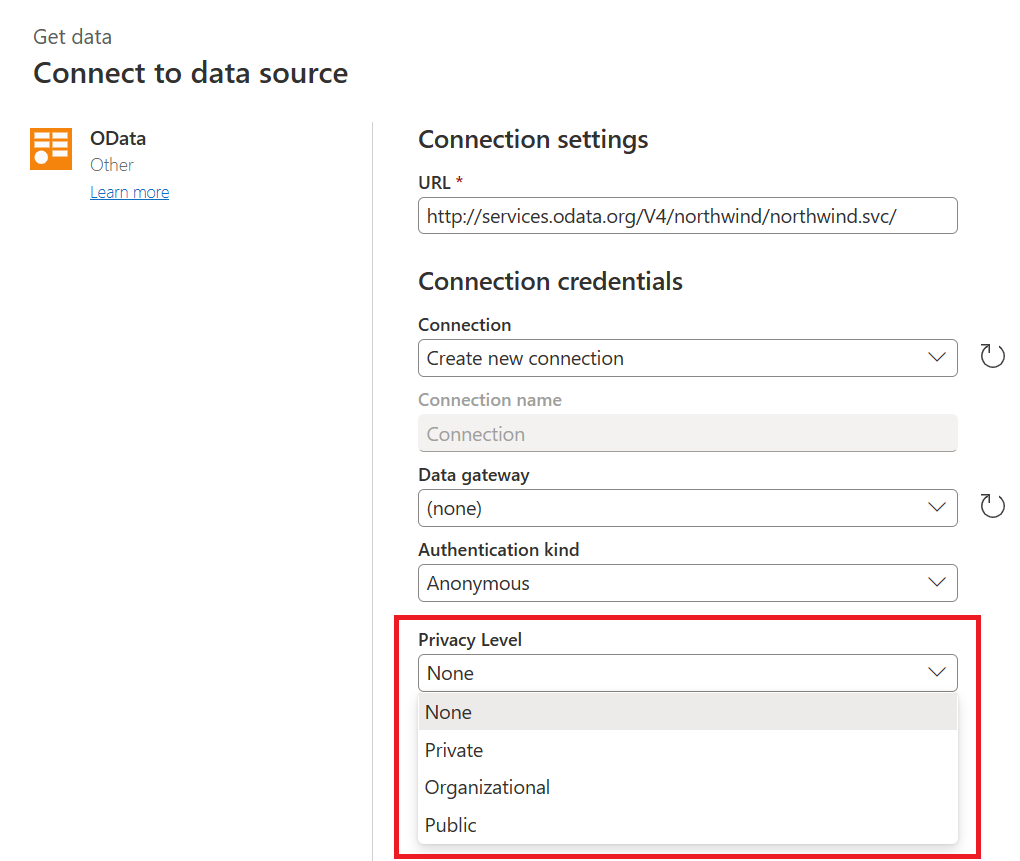 Get data
Connect to data source
OData
Other
Learn more
Connection settings
URL *
http://services.odata.org/V4/northwind/northwind.svc/
Connection credentials
Connection
Create new connection
Connection name
Connection
Data gateway
(none)
Authentication kind
Anonymous
Privacy Level
None
None
Private
Organizational
Public